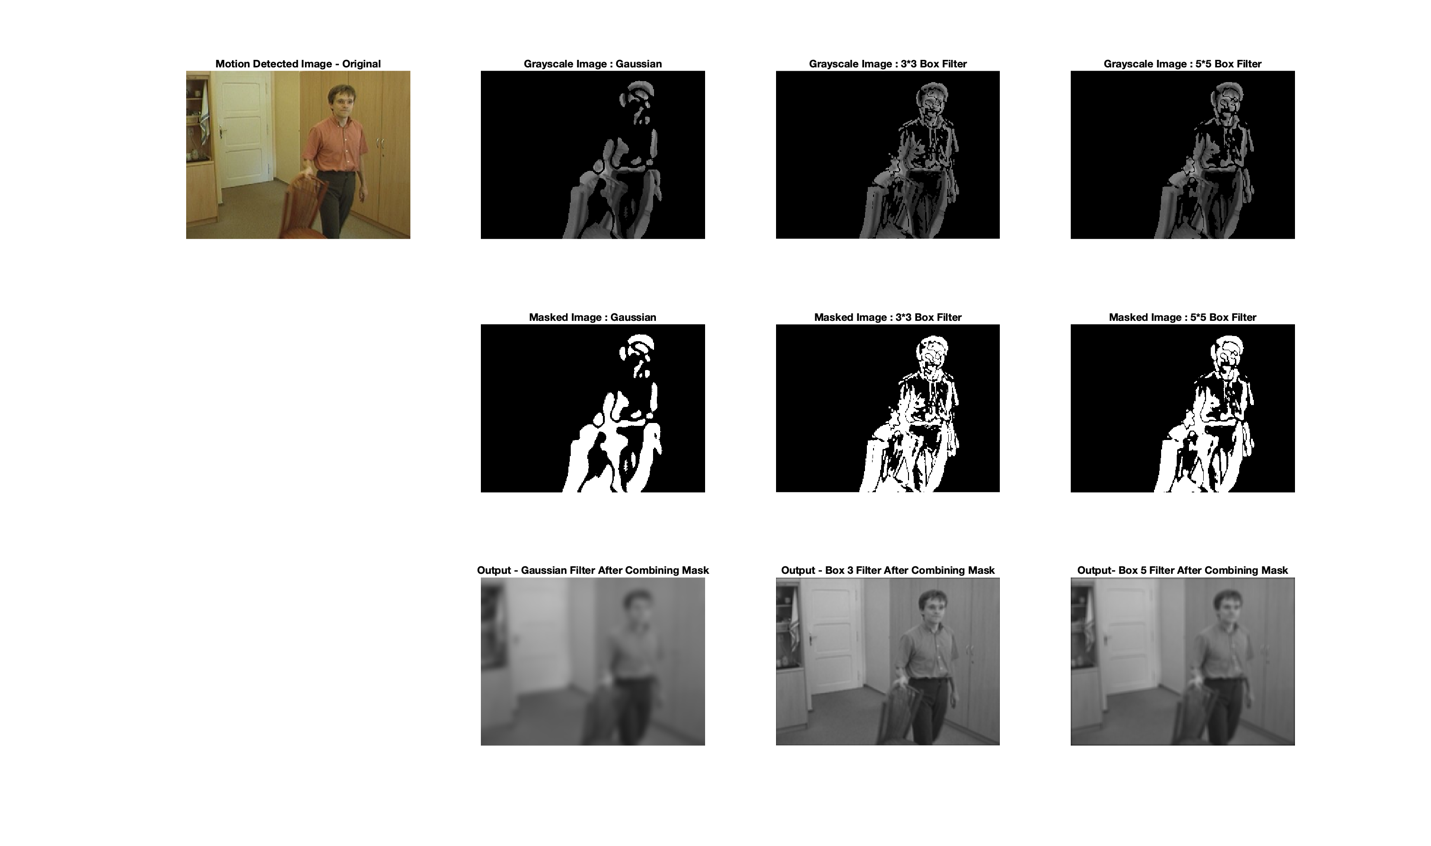 Motion Detected Image - Original
Grayscale Image : Gaussian
Grayscale Image : 3*3 Box Filter
Grayscale Image : 5*5 Box Filter
Masked Image : Gaussian
Masked Image : 3*3 Box Filter
Masked Image : 5*5 Box Filter
Output - Gaussian Filter After Combining Mask
Output - Box 3 Filter After Combining Mask
Output- Box 5 Filter After Combining Mask